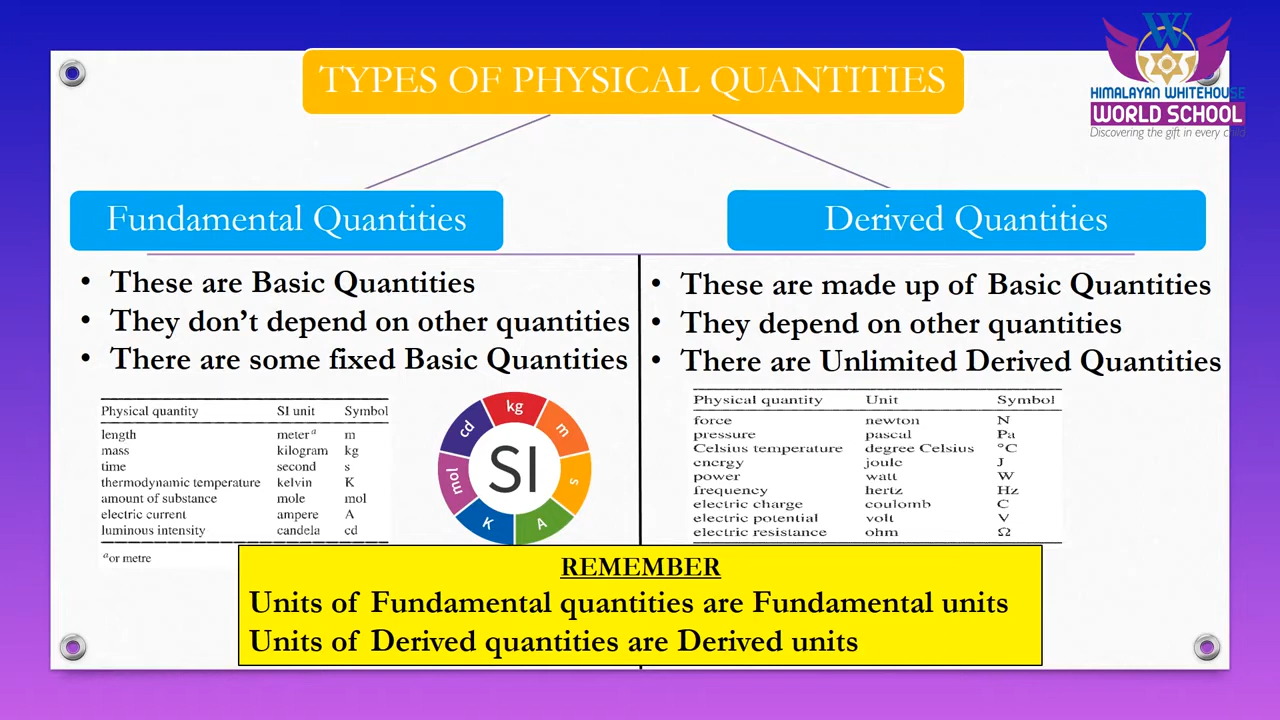 TYPES OF PHYSICAL QUANTITIES
W
HIMALAYAN WHITEHOUSE
WORLD SCHOOL
Discovering the gift in every child
Fundamental Quantities
• These are Basic Quantities
• They don’t depend on other quantities
• There are some fixed Basic Quantities
Physical quantity SI unit Symbol
length meterᵃ m
mass kilogram kg
time second s
thermodynamic temperature kelvin K
amount of substance mole mol
electric current ampere A
luminous intensity candela cd
ᵃor metre
kg
m
s
A
K
mol
cd
SI
Derived Quantities
• These are made up of Basic Quantities
• They depend on other quantities
• There are Unlimited Derived Quantities
Physical quantity Unit Symbol
force newton N
pressure pascal Pa
Celsius temperature degree Celsius °C
energy joule J
power watt W
frequency hertz Hz
electric charge coulomb C
electric potential volt V
electric resistance ohm Ω
REMEMBER
Units of Fundamental quantities are Fundamental units
Units of Derived quantities are Derived units